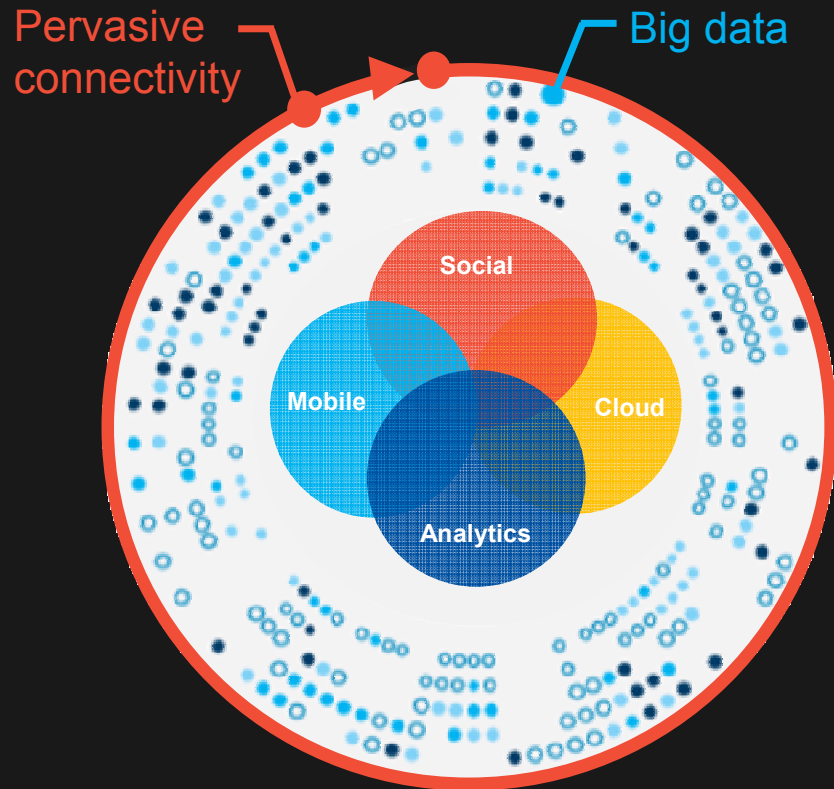 Pervasive
connectivity
Big data
Social
Mobile
Cloud
Analytics